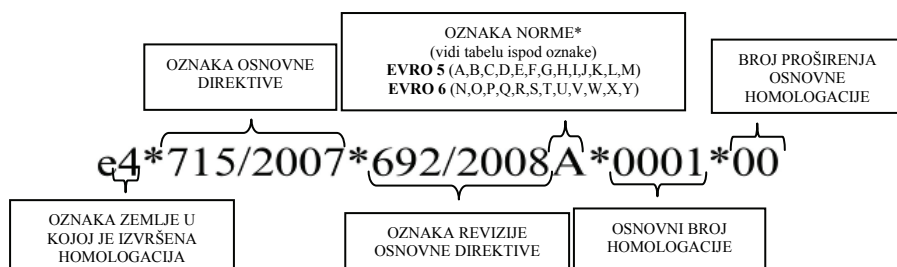 OZNAKA NORME*
(vidi tabelu ispod oznake)
EVRO 5 (A,B,C,D,E,F,G,H,I,J,K,L,M)
EVRO 6 (N,O,P,Q,R,S,T,U,V,W,X,Y)
OZNAKA OSNOVNE
DIREKTIVE
BROJ PROŠIRENJA
OSNOVNE
HOMOLOGACIJE
e4*715/2007*692/2008A*0001*00
OZNAKA ZEMLJE U
KOJOJ JE IZVRŠENA
HOMOLOGACIJA
OZNAKA REVIZIJE
OSNOVNE DIREKTIVE
OSNOVNI BROJ
HOMOLOGACIJE